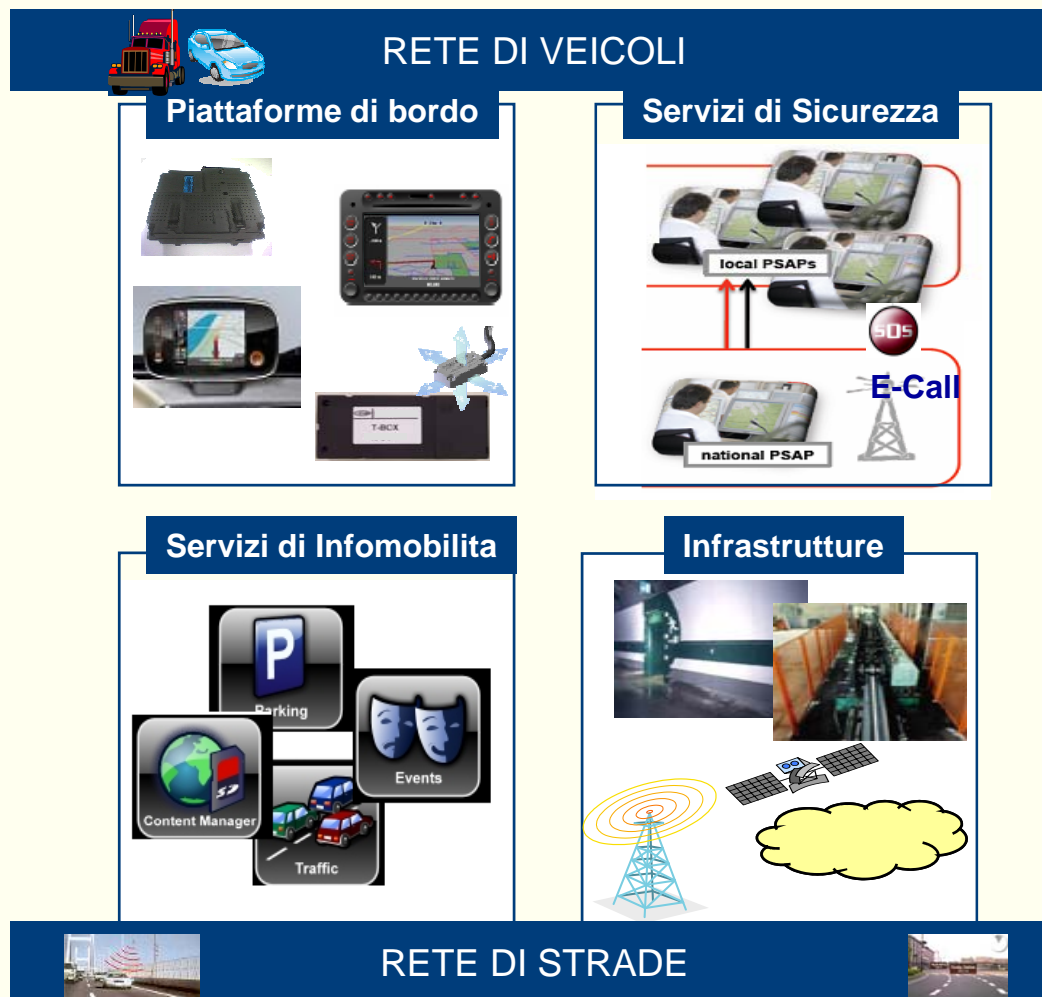 RETE DI VEICOLI
Piattaforme di bordo
Servizi di Sicurezza
local PSAPs
SOS
E-Call
T-BOX
national PSAP
Servizi di Infomobilita
Infrastrutture
Parking
Events
Content Manager
Traffic
RETE DI STRADE